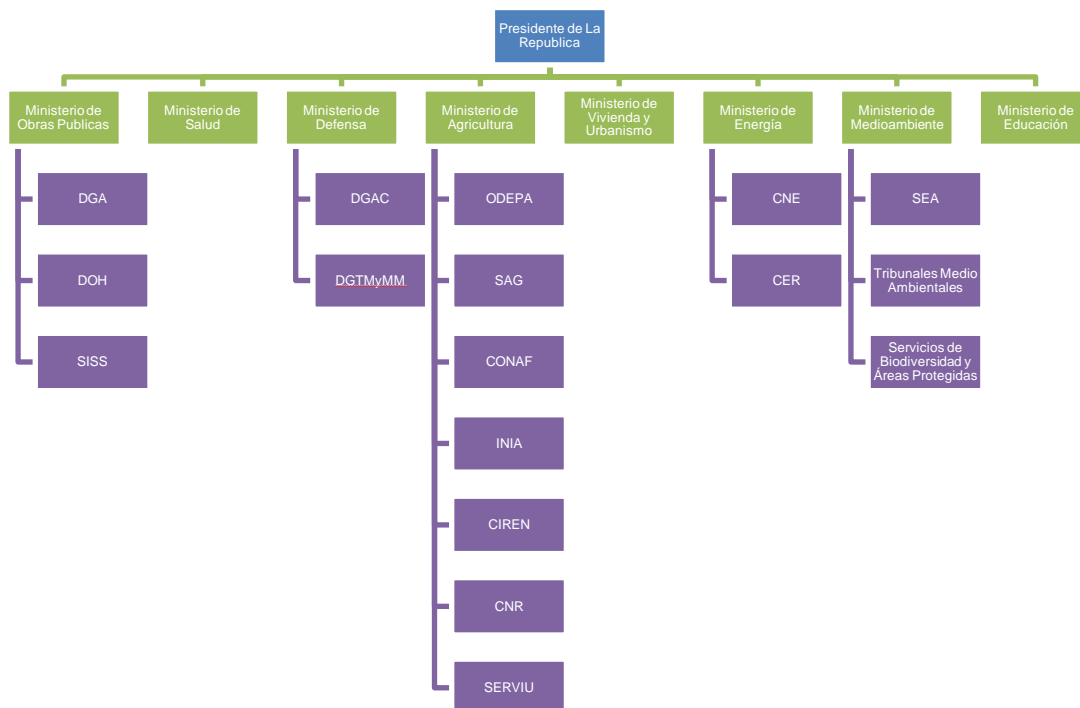 Presidente de La
Republica
Ministerio de
Obras Publicas
Ministerio de
Salud
Ministerio de
Defensa
Ministerio de
Agricultura
Ministerio de
Vivienda y
Urbanismo
Ministerio de
Energía
Ministerio de
Medioambiente
Ministerio de
Educación
DGA
DOH
SISS
DGAC
DGTMyMM
ODEPA
SAG
CONAF
INIA
CIREN
CNR
SERVIU
CNE
CER
SEA
Tribunales Medio
Ambientales
Servicios de
Biodiversidad y
Áreas Protegidas